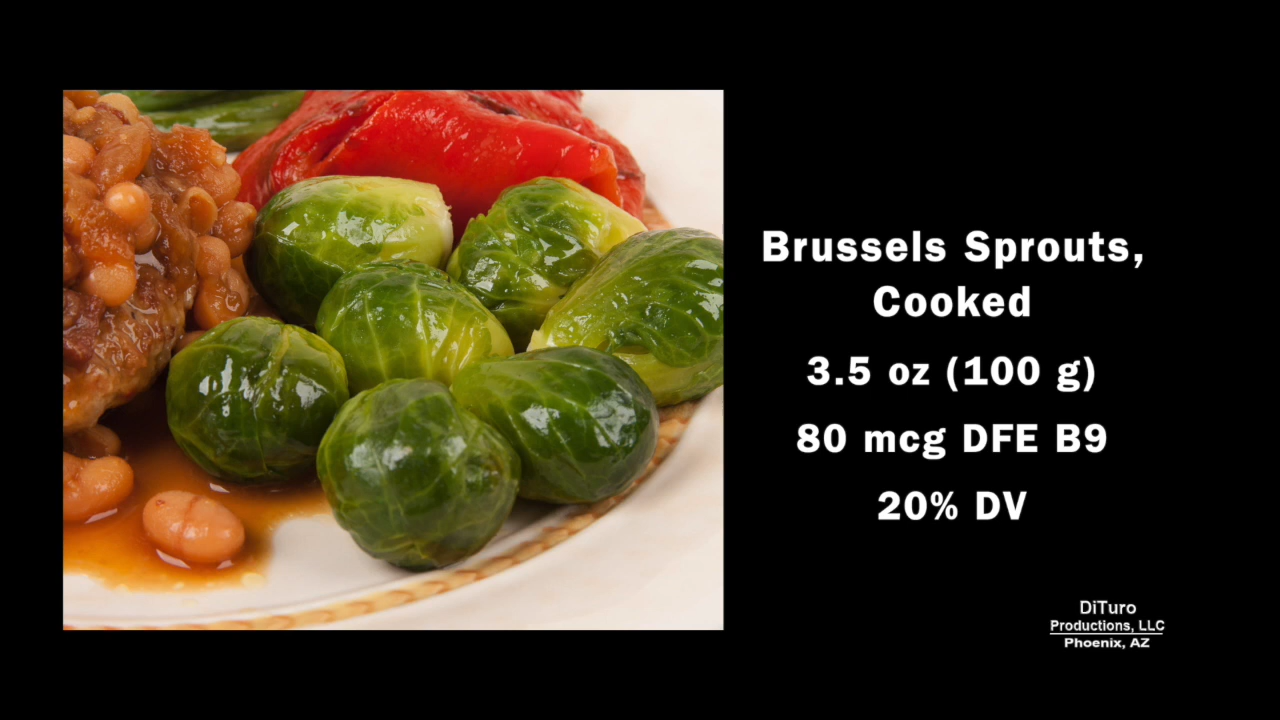 Brussels Sprouts,
Cooked
3.5 oz (100 g)
80 mcg DFE B9
20% DV
DiTuro
Productions, LLC
Phoenix, AZ